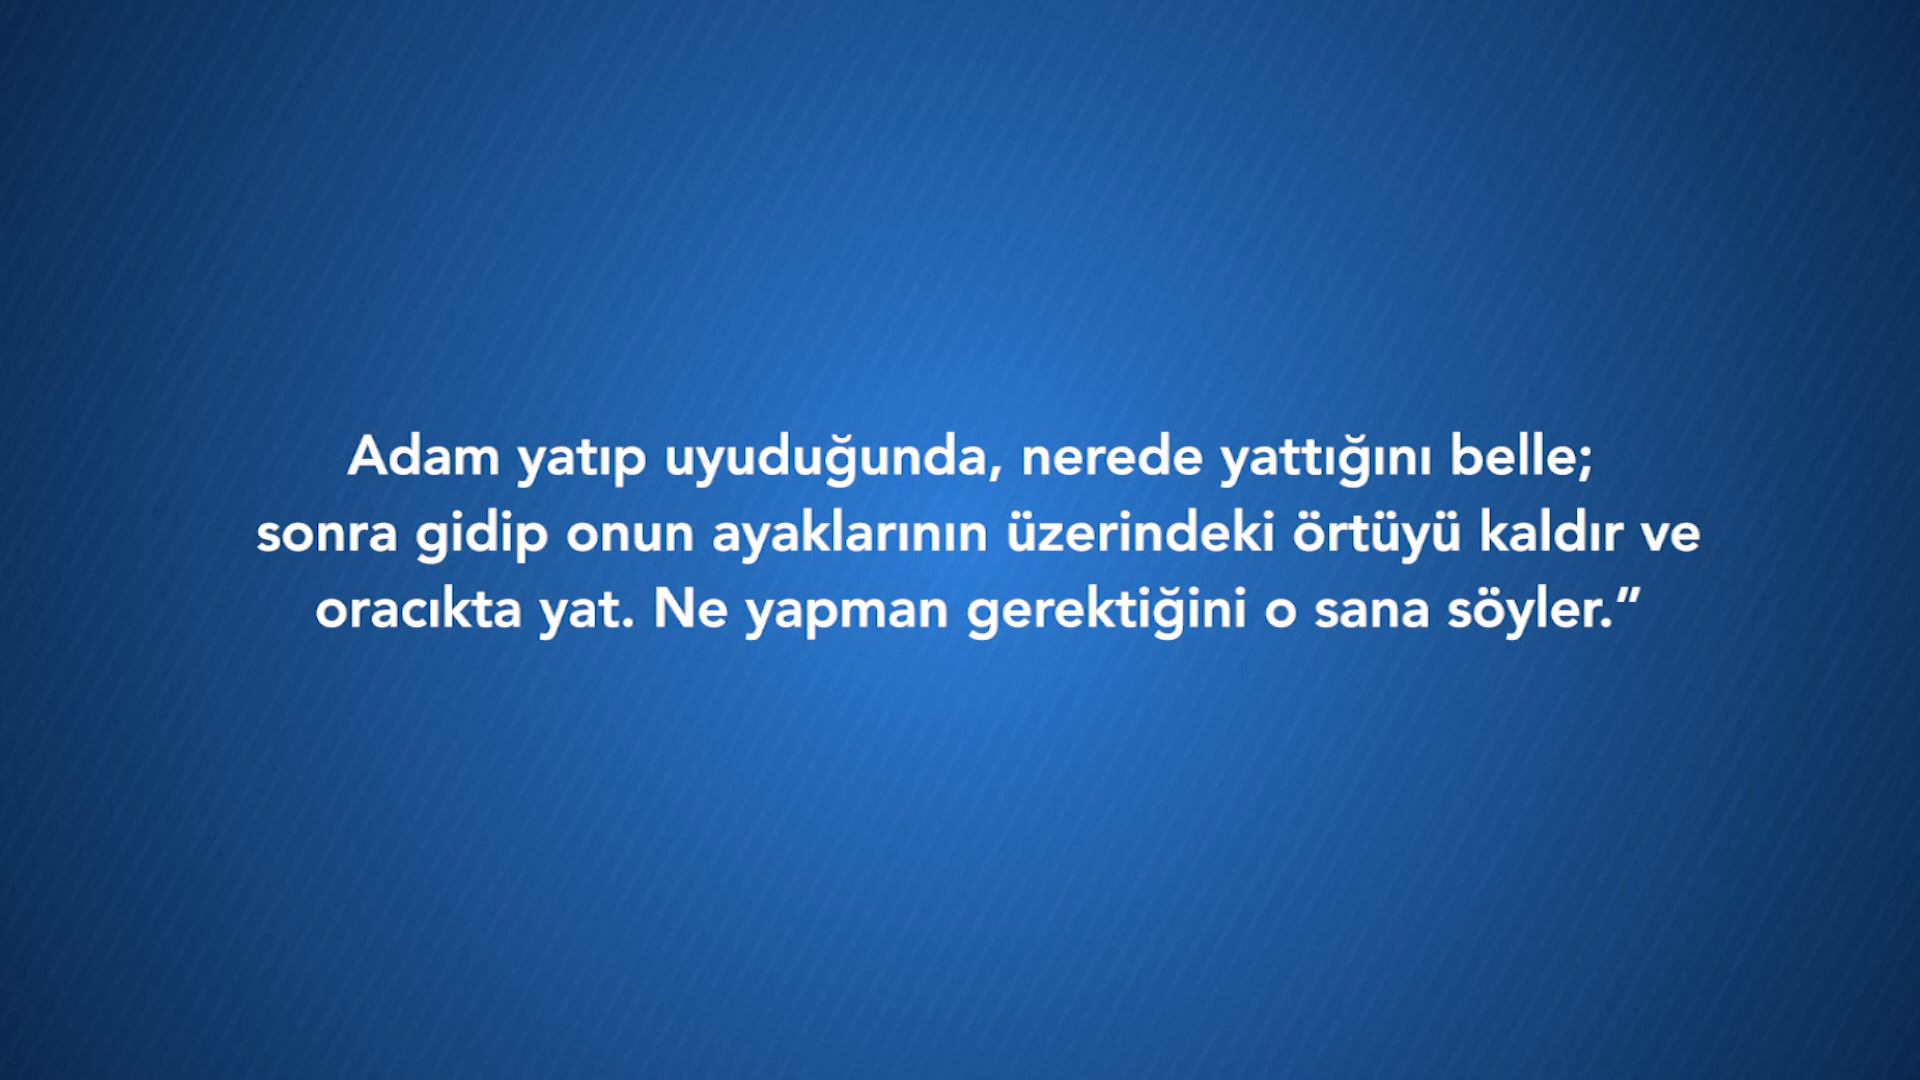 Adam yatıp uyuduğunda, nerede yattığını belle;
sonra gidip onun ayaklarının üzerindeki örtüyü kaldır ve
oracıkta yat. Ne yapman gerektiğini o sana söyler.”